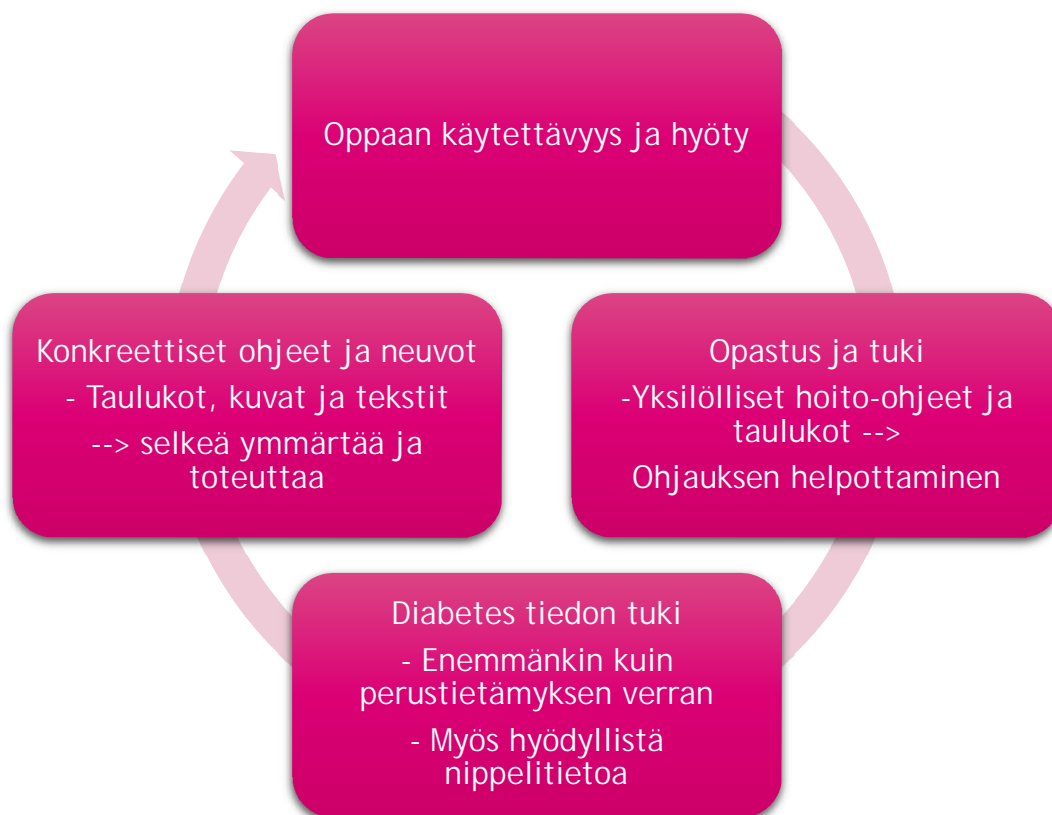 Oppaan käytettävyys ja hyöty
Konkreettiset ohjeet ja neuvot
- Taulukot, kuvat ja tekstit
--> selkeä ymmärtää ja
toteuttaa
Opastus ja tuki
-Yksilölliset hoito-ohjeet ja
taulukot -->
Ohjauksen helpottaminen
Diabetes tiedon tuki
- Enemmänkin kuin
perustietämyksen verran
- Myös hyödyllistä
nippelitietoa